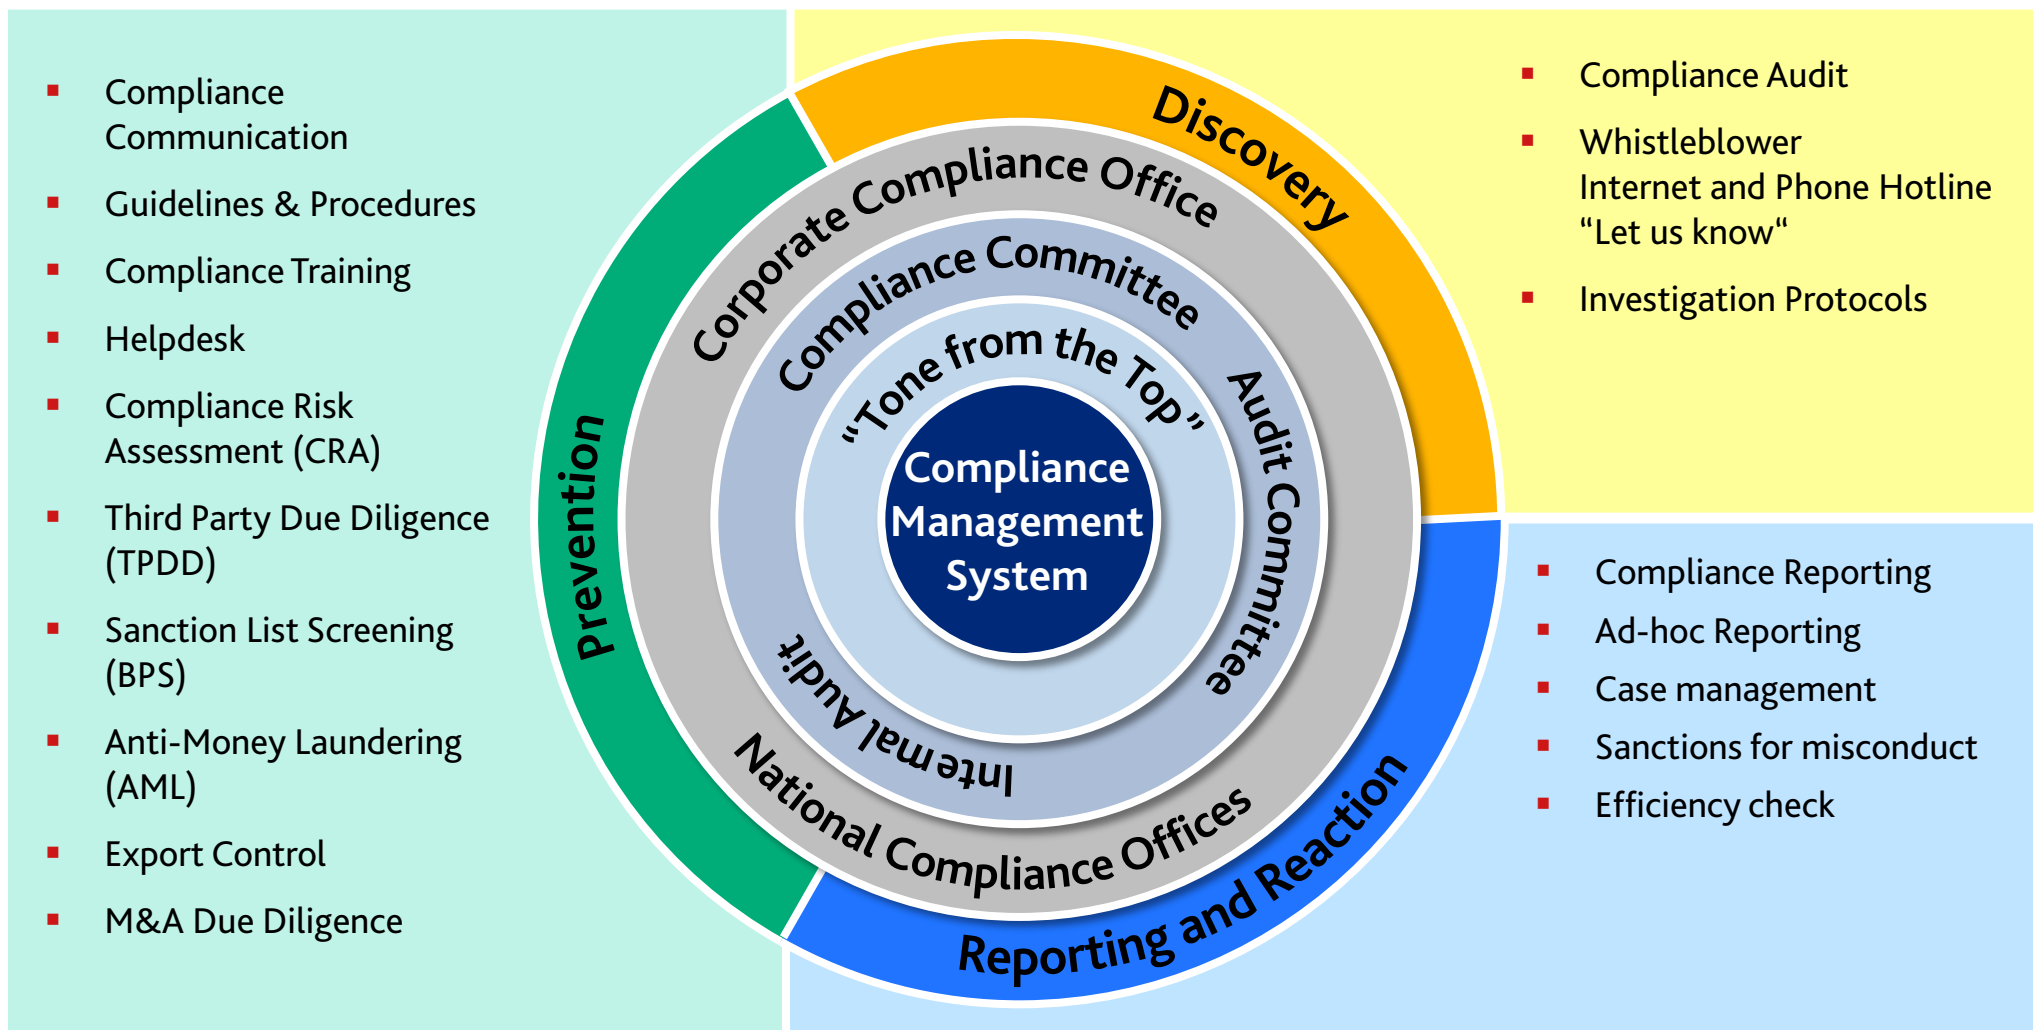 Compliance
Communication
Guidelines & Procedures
Compliance Training
Helpdesk
Compliance Risk
Assessment (CRA)
Third Party Due Diligence
(TPDD)
Sanction List Screening
(BPS)
Anti-Money Laundering
(AML)
Export Control
M&A Due Diligence
Prevention
Discovery
Reporting and Reaction
Corporate Compliance Office
National Compliance Offices
Compliance Committee
Audit Committee
Internal Audit
“Tone from the Top”
Compliance
Management
System
Compliance Audit
Whistleblower
Internet and Phone Hotline
“Let us know“
Investigation Protocols
Compliance Reporting
Ad-hoc Reporting
Case management
Sanctions for misconduct
Efficiency check